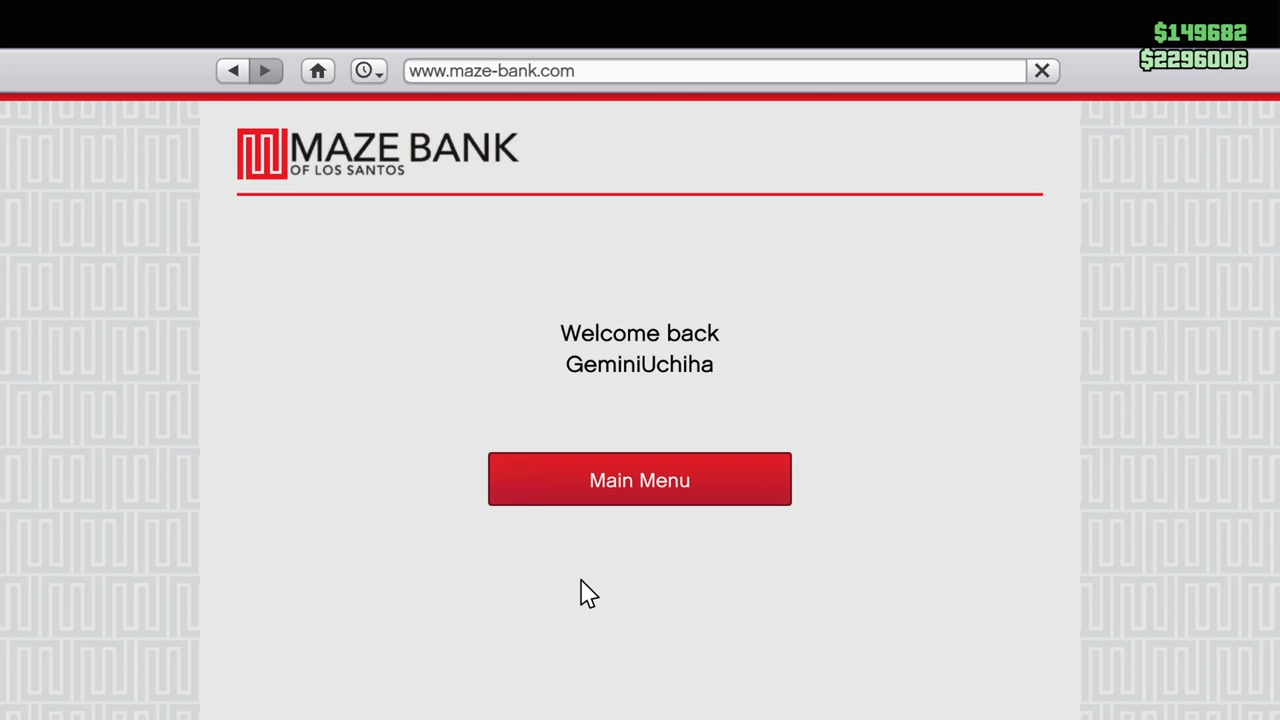 $149682
$2296006
www.maze-bank.com
MAZE BANK
OF LOS SANTOS
Welcome back
GeminiUchiha
Main Menu